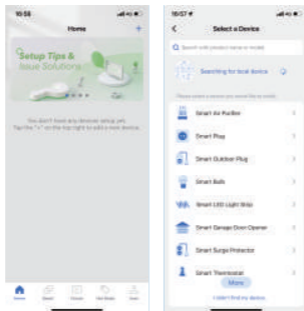 16:56
Home
+
Setup Tips &
Issue Solutions
You don't have any devices setup yet.
Tap the "+" on the top right to add a new device.
Home
16:57
Select a Device
Search with product name or model
Searching for local device
Smart Air Purifier
Smart Plug
Smart Outdoor Plug
Smart Bulb
Smart LED Light Strip
Smart Garage Door Opener
Smart Surge Protector
Smart Thermostat
More
I didn't find my device.